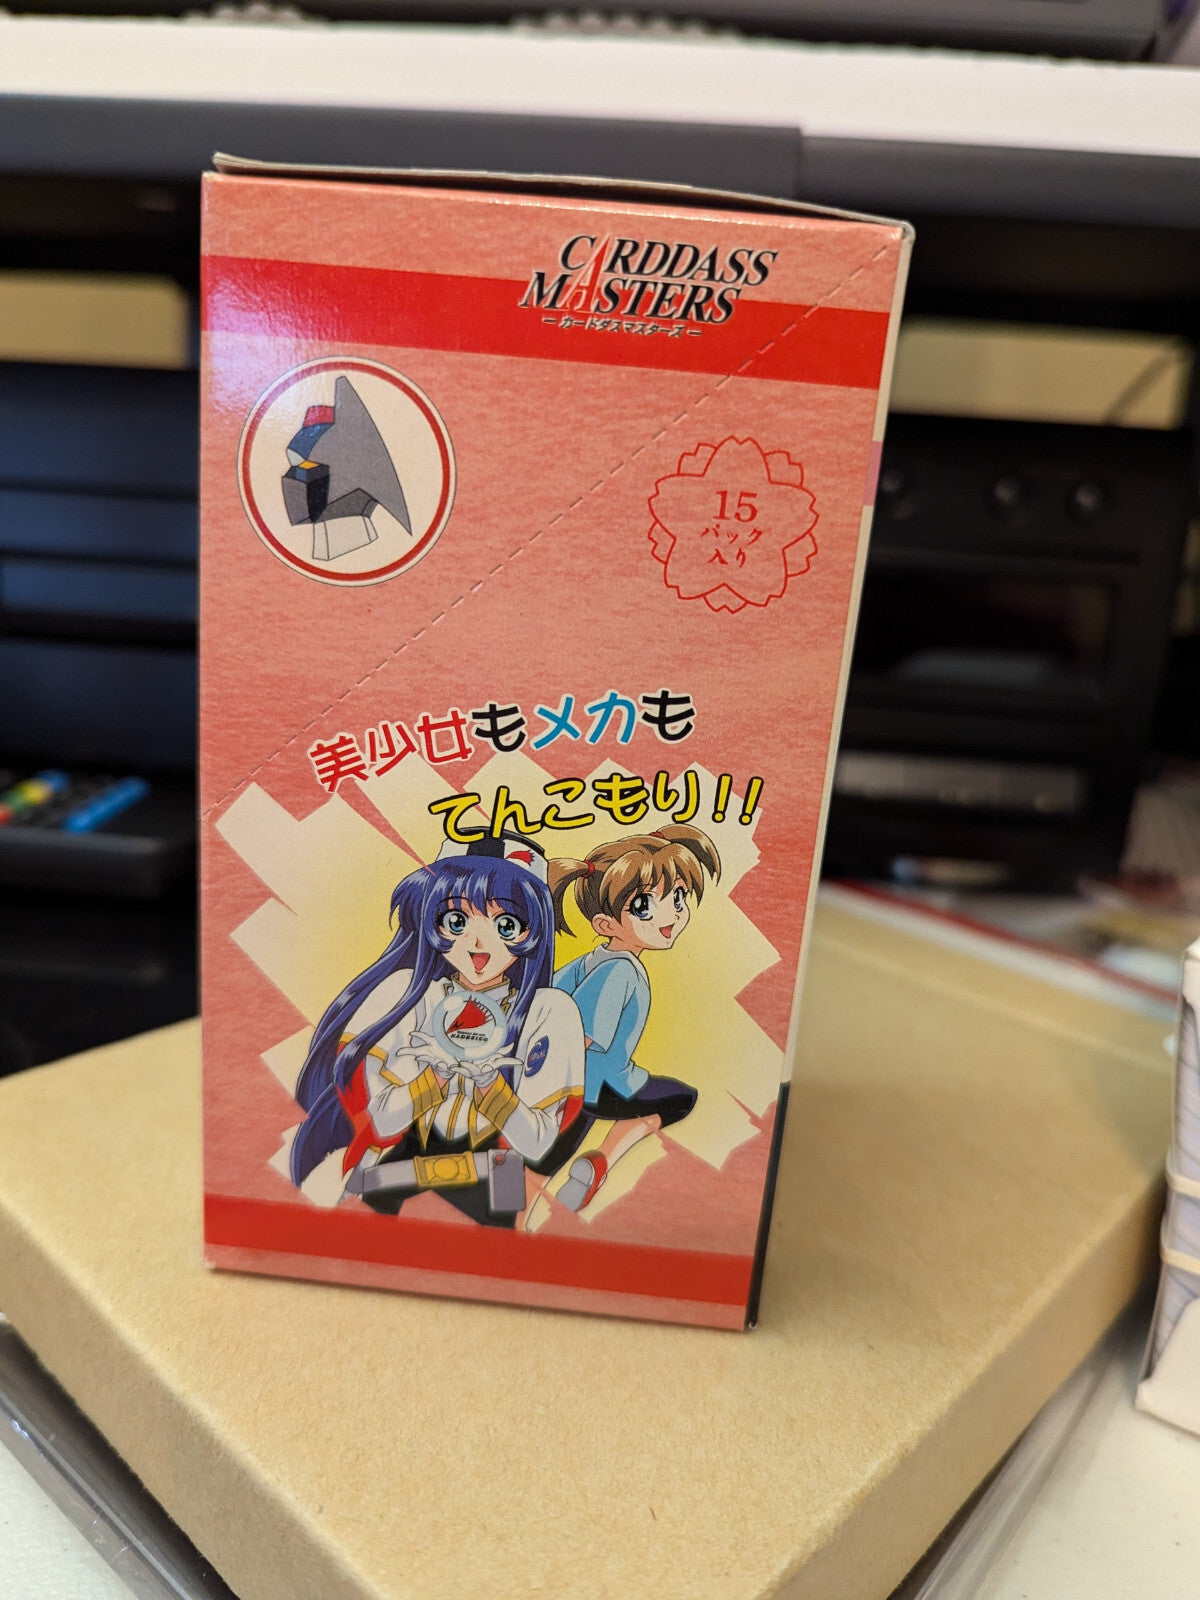 CARDDASS
MASTERS
ー カードダスマスターズ ー
15
パック
入り
美少女もメカも
てんこもり!!
NADESICO